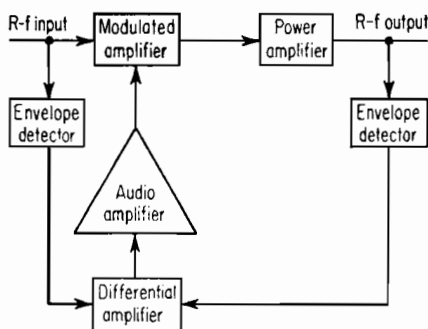 R-f input
Modulated
amplifier
Power
amplifier
R-f output
Envelope
detector
Envelope
detector
Audio
amplifier
Differential
amplifier